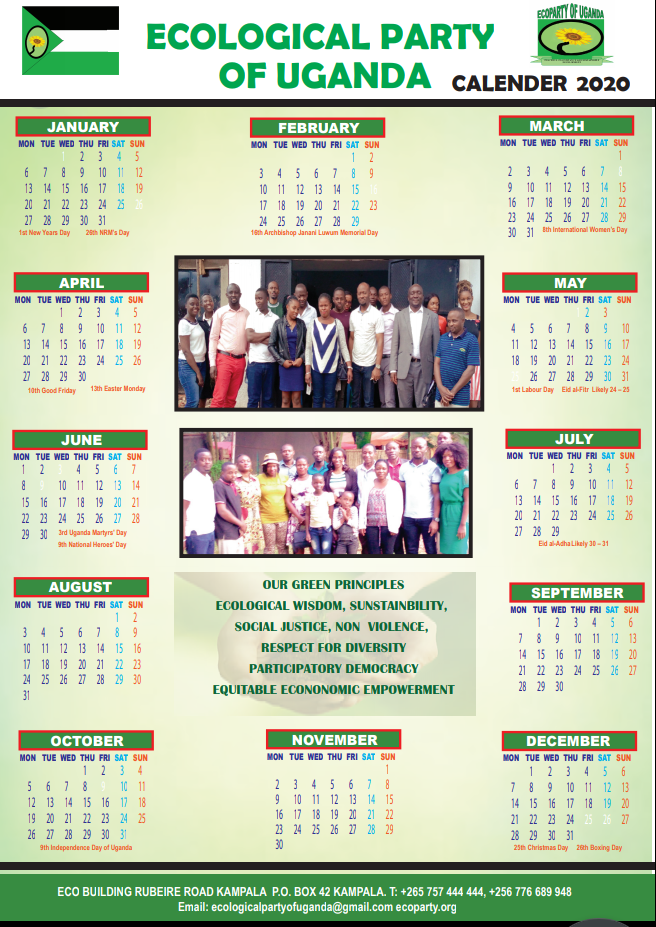 ECOLOGICAL PARTY
OF UGANDA
CALENDER 2020
ECOPARTY OF UGANDA
JANUARY
MON TUE WED THU FRI SAT SUN
1 2 3 4 5
6 7 8 9 10 11 12
13 14 15 16 17 18 19
20 21 22 23 24 25 26
27 28 29 30 31
1st New Years Day 26th NRM's Day
FEBRUARY
MON TUE WED THU FRI SAT SUN
1 2
3 4 5 6 7 8 9
10 11 12 13 14 15 16
17 18 19 20 21 22 23
24 25 26 27 28 29
16th Archbishop Janani Luwum Memorial Day
MARCH
MON TUE WED THU FRI SAT SUN
1
2 3 4 5 6 7 8
9 10 11 12 13 14 15
16 17 18 19 20 21 22
23 24 25 26 27 28 29
30 31
8th International Women's Day
APRIL
MON TUE WED THU FRI SAT SUN
1 2 3 4 5
6 7 8 9 10 11 12
13 14 15 16 17 18 19
20 21 22 23 24 25 26
27 28 29 30
10th Good Friday 13th Easter Monday
MAY
MON TUE WED THU FRI SAT SUN
2 3
4 5 6 7 8 9 10
11 12 13 14 15 16 17
18 19 20 21 22 23 24
26 27 28 29 30 31
1st Labour Day Eid al-Fitr Likely 24 – 25
JUNE
MON TUE WED THU FRI SAT SUN
1 2 3 4 5 6 7
8 9 10 11 12 13 14
15 16 17 18 19 20 21
22 23 24 25 26 27 28
29 30
3rd Uganda Martyrs' Day
9th National Heroes' Day
JULY
MON TUE WED THU FRI SAT SUN
1 2 3 4 5
6 7 8 9 10 11 12
13 14 15 16 17 18 19
20 21 22 23 24 25 26
27 28 29
Eid al-Adha Likely 30 – 31
AUGUST
MON TUE WED THU FRI SAT SUN
1 2
3 4 5 6 7 8 9
10 11 12 13 14 15 16
17 18 19 20 21 22 23
24 25 26 27 28 29 30
31
OUR GREEN PRINCIPLES
ECOLOGICAL WISDOM, SUNSTAINBILITY,
SOCIAL JUSTICE, NON VIOLENCE,
RESPECT FOR DIVERSITY
PARTICIPATORY DEMOCRACY
EQUITABLE ECONONOMIC EMPOWERMENT
SEPTEMBER
MON TUE WED THU FRI SAT SUN
1 2 3 4 5 6
7 8 9 10 11 12 13
14 15 16 17 18 19 20
21 22 23 24 25 26 27
28 29 30
OCTOBER
MON TUE WED THU FRI SAT SUN
1 2 3 4
5 6 7 8 9 10 11
12 13 14 15 16 17 18
19 20 21 22 23 24 25
26 27 28 29 30 31
9th Independence Day of Uganda
NOVEMBER
MON TUE WED THU FRI SAT SUN
1
2 3 4 5 6 7 8
9 10 11 12 13 14 15
16 17 18 19 20 21 22
23 24 25 26 27 28 29
30
DECEMBER
MON TUE WED THU FRI SAT SUN
1 2 3 4 5 6
7 8 9 10 11 12 13
14 15 16 17 18 19 20
21 22 23 24 25 26 27
28 29 30 31
25th Christmas Day 26th Boxing Day
ECO BUILDING RUBEIRE ROAD KAMPALA P.O. BOX 42 KAMPALA. T: +265 757 444 444, +256 776 689 948
Email: ecologicalpartyofuganda@gmail.com ecoparty.org